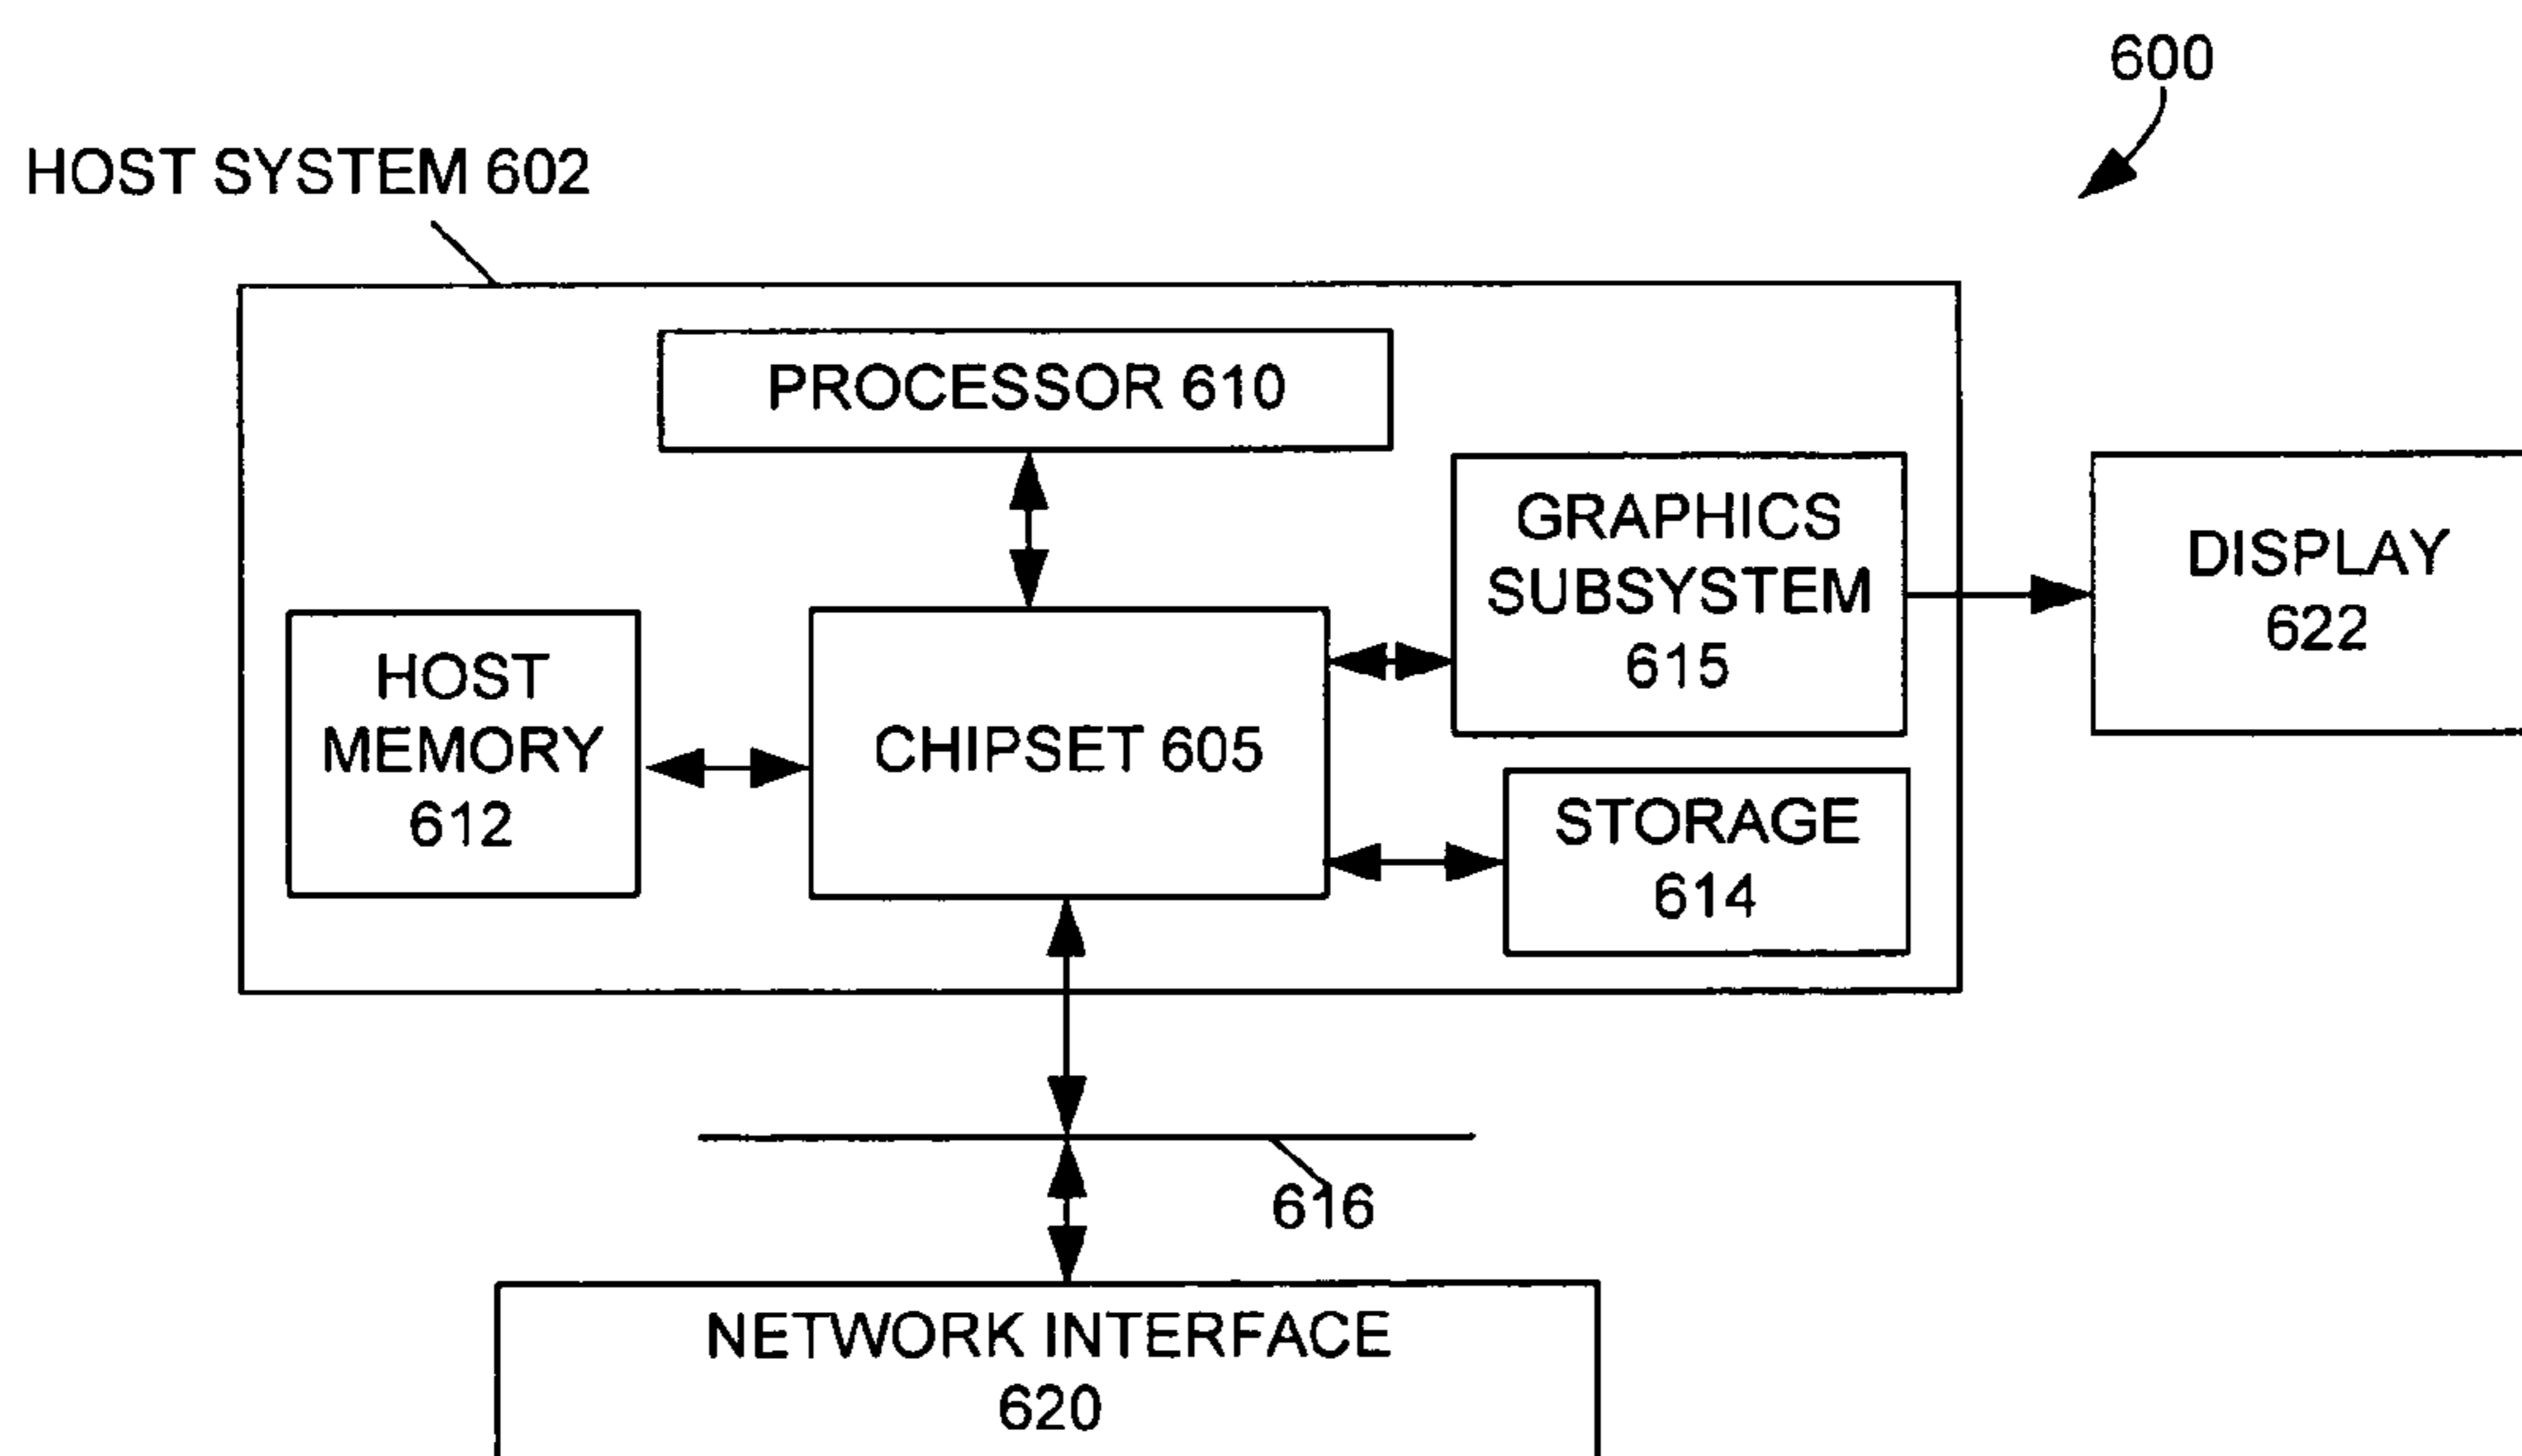 600
HOST SYSTEM 602
PROCESSOR 610
GRAPHICS
SUBSYSTEM
615
DISPLAY
622
HOST
MEMORY
612
CHIPSET 605
STORAGE
614
616
NETWORK INTERFACE
620